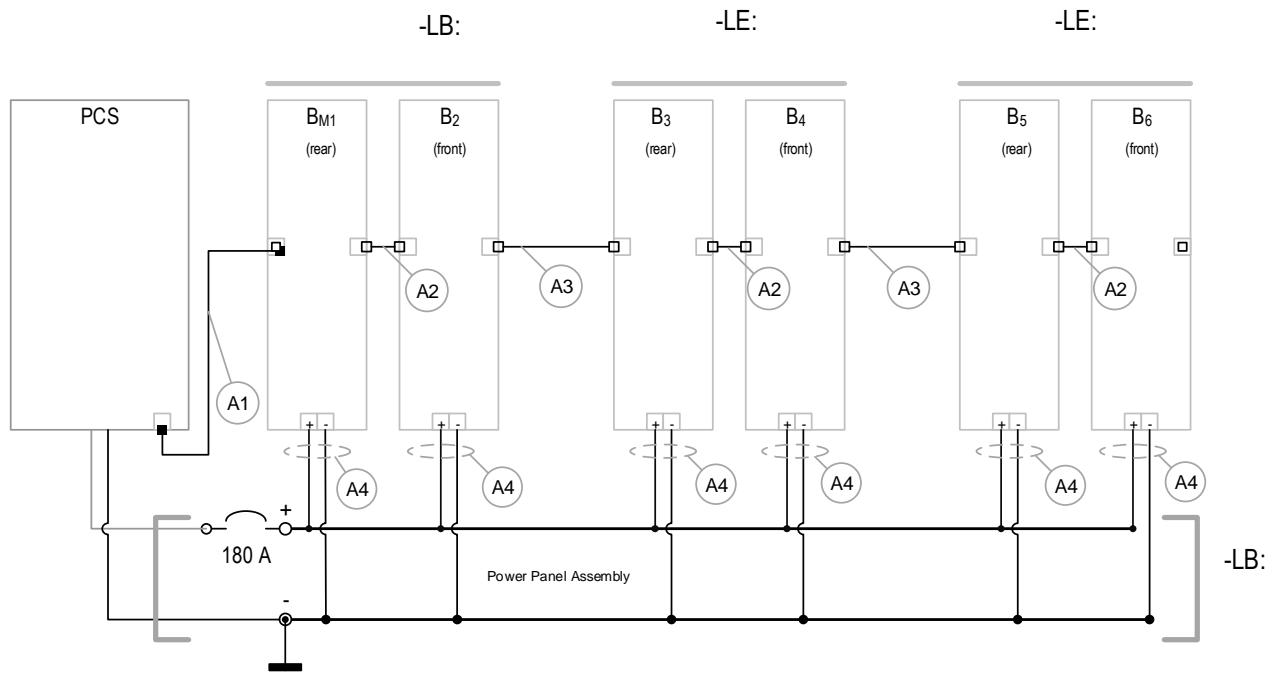 -LB:
-LE:
-LE:
PCS
BM1
(rear)
B2
(front)
B3
(rear)
B4
(front)
B5
(rear)
B6
(front)
A2
A3
A2
A3
A2
A1
+ -
+ -
+ -
+ -
+ -
+ -
A4
A4
A4
A4
A4
A4
+
180 A
-LB:
Power Panel Assembly
-